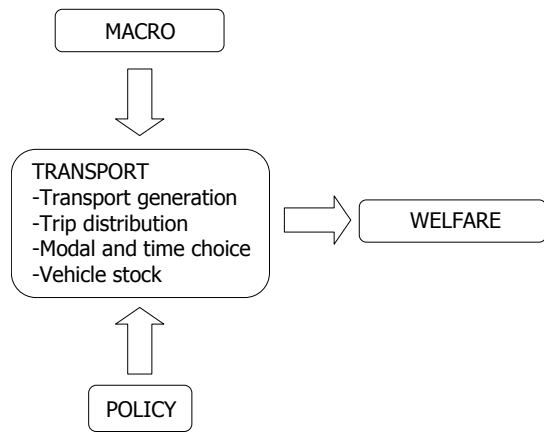 MACRO
TRANSPORT
-Transport generation
-Trip distribution
-Modal and time choice
-Vehicle stock
WELFARE
POLICY